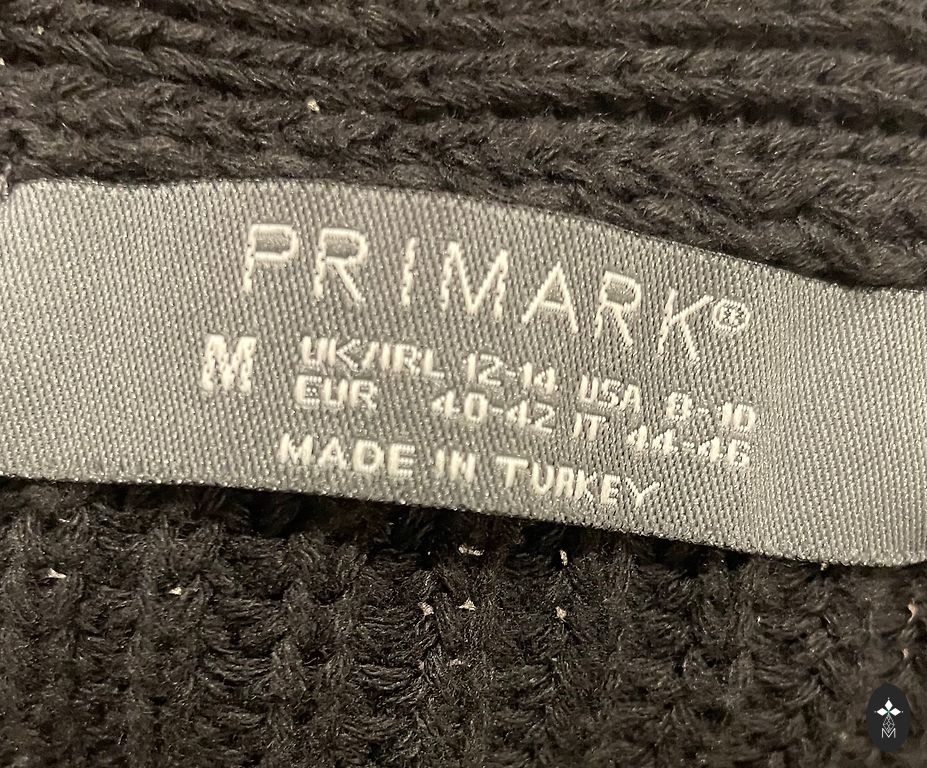 PRIMARK®
M UK/IRL 12-14 USA 8-10
EUR 40-42 IT 44-46
MADE IN TURKEY
M